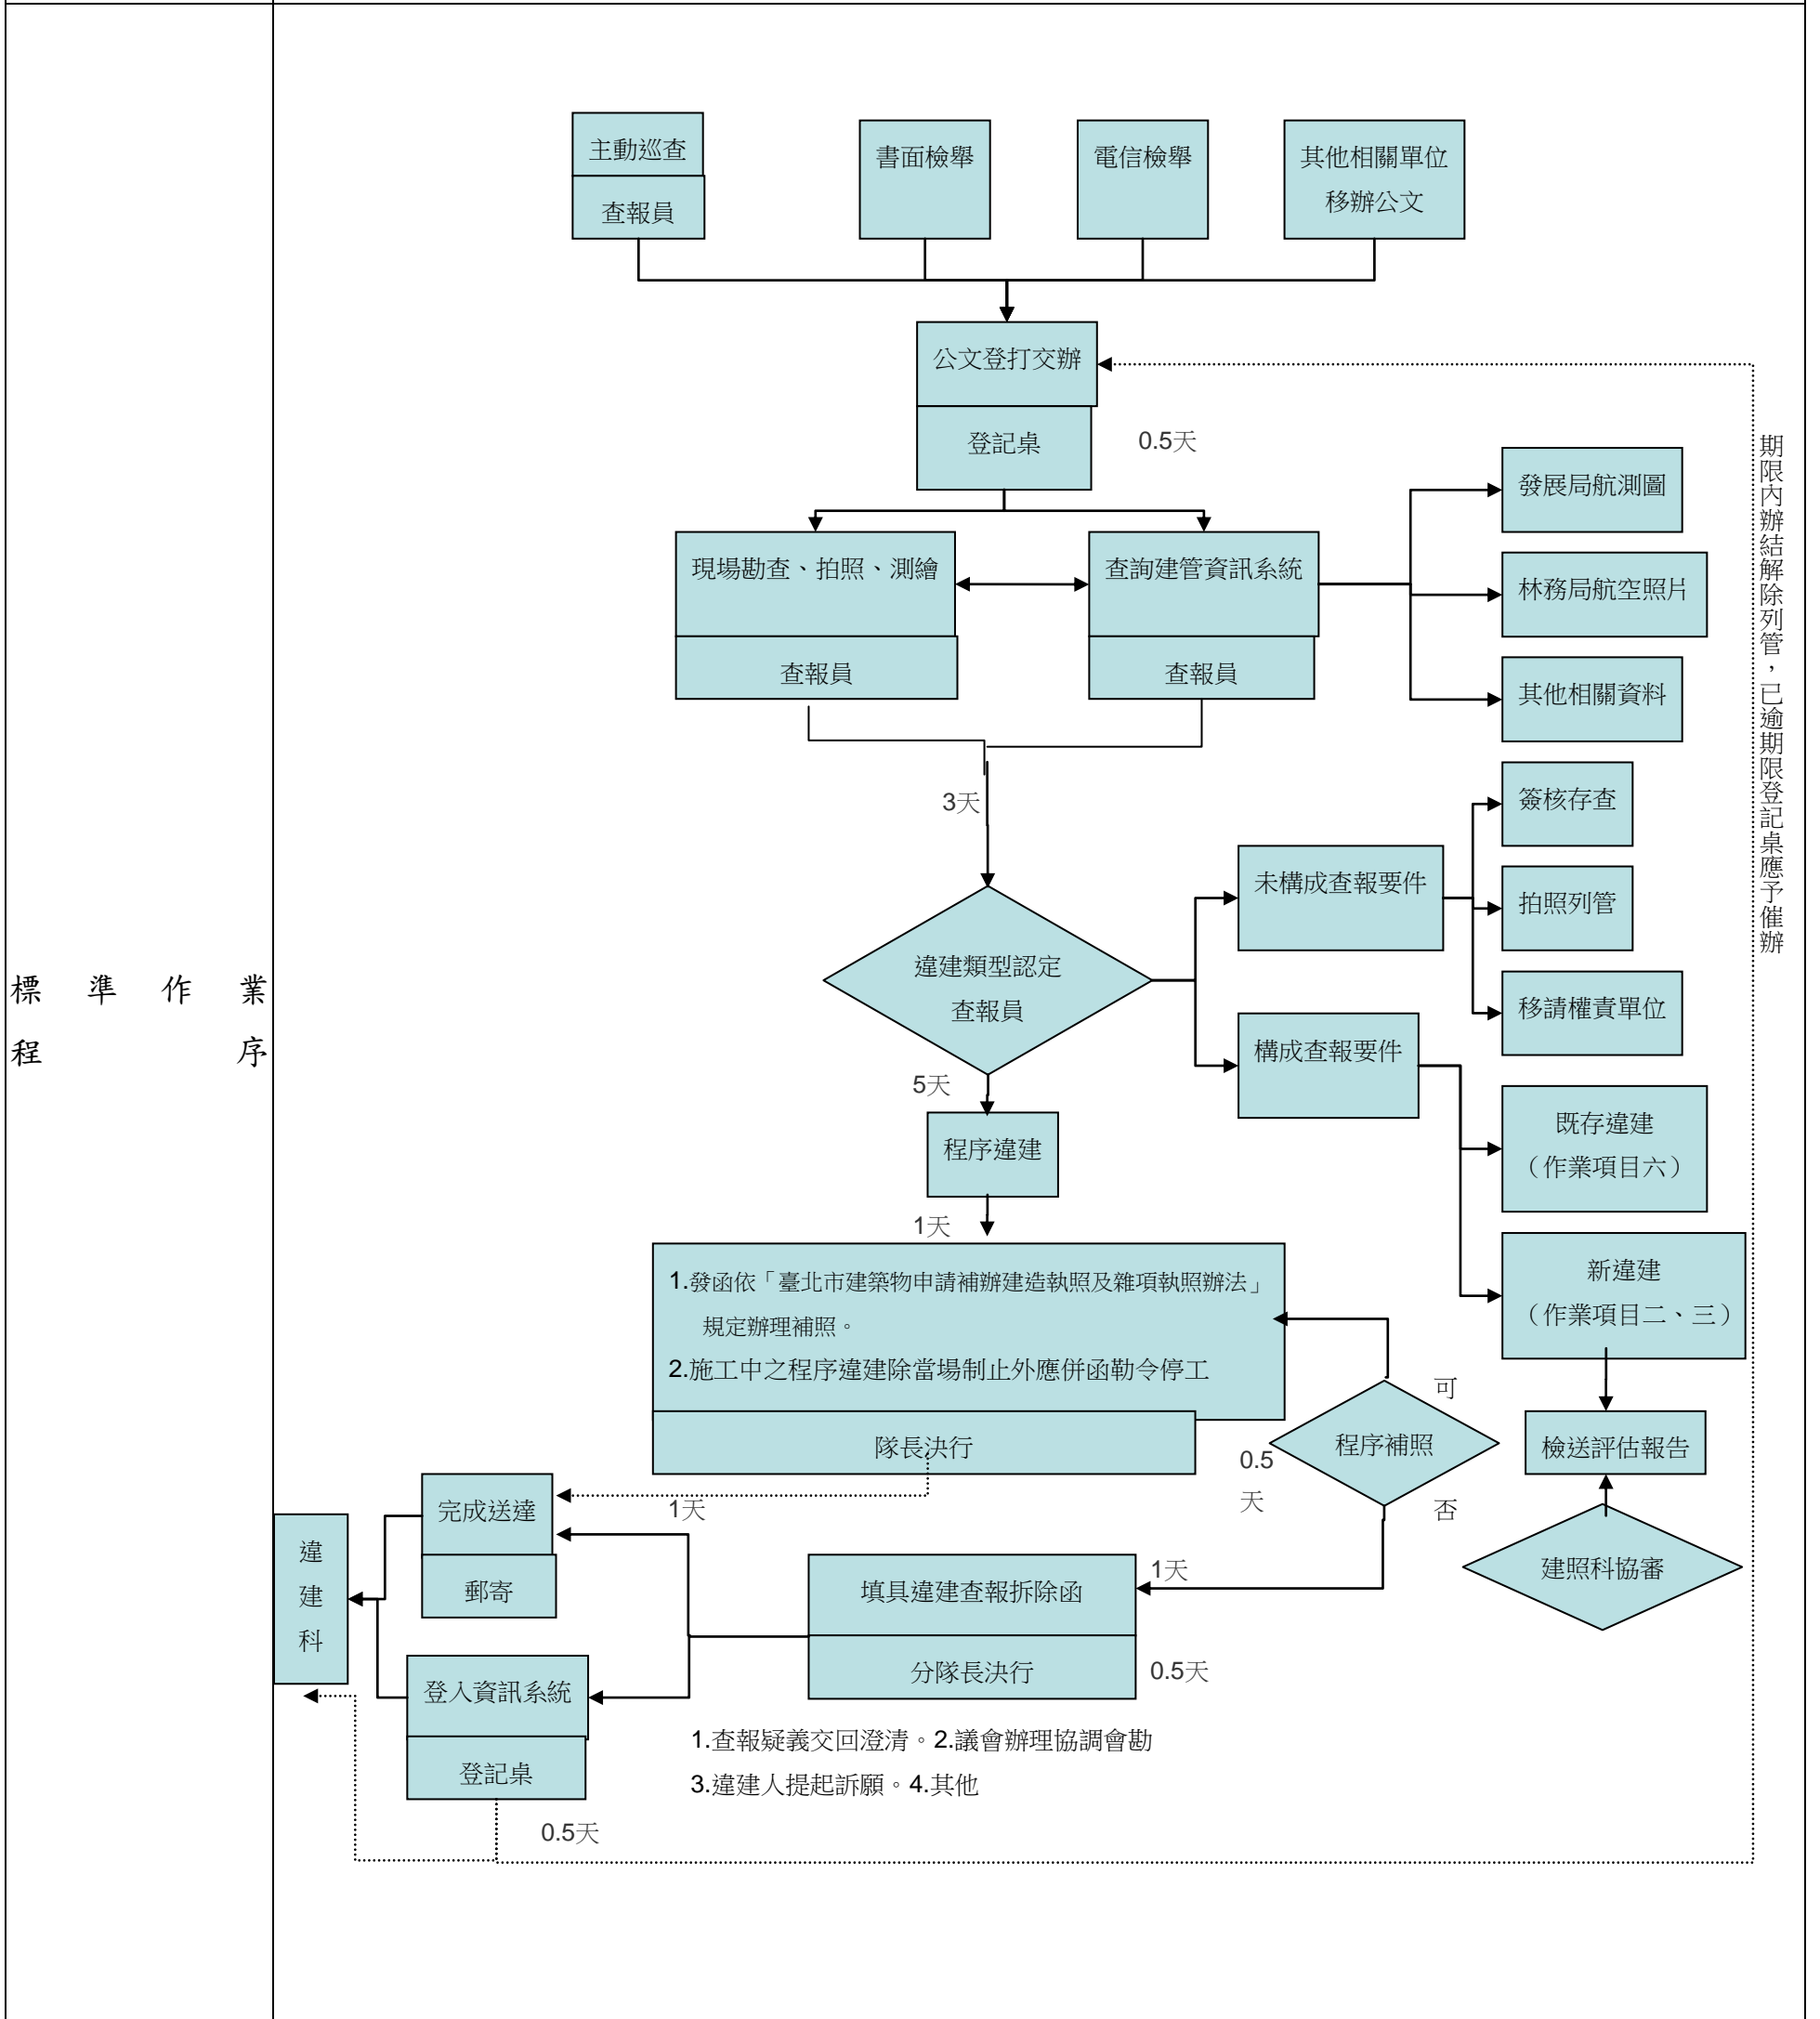 標準作業
程序
主動巡查
查報員
書面檢舉
電信檢舉
其他相關單位
移辦公文
公文登打交辦
登記桌
0.5天
現場勘查、拍照、測繪
查報員
查詢建管資訊系統
查報員
發展局航測圖
林務局航空照片
其他相關資料
期限內辦結解除列管，已逾期限登記桌應予催辦
3天
違建類型認定
查報員
未構成查報要件
簽核存查
拍照列管
移請權責單位
構成查報要件
既存違建
（作業項目六）
新違建
（作業項目二、三）
5天
程序違建
1天
1.發函依「臺北市建築物申請補辦建造執照及雜項執照辦法」
規定辦理補照。
2.施工中之程序違建除當場制止外應併函勒令停工
隊長決行
可
程序補照
0.5
天
否
檢送評估報告
建照科協審
完成送達
郵寄
1天
違
建
科
填具違建查報拆除函
分隊長決行
1天
0.5天
登入資訊系統
登記桌
0.5天
1.查報疑義交回澄清。2.議會辦理協調會勘
3.違建人提起訴願。4.其他